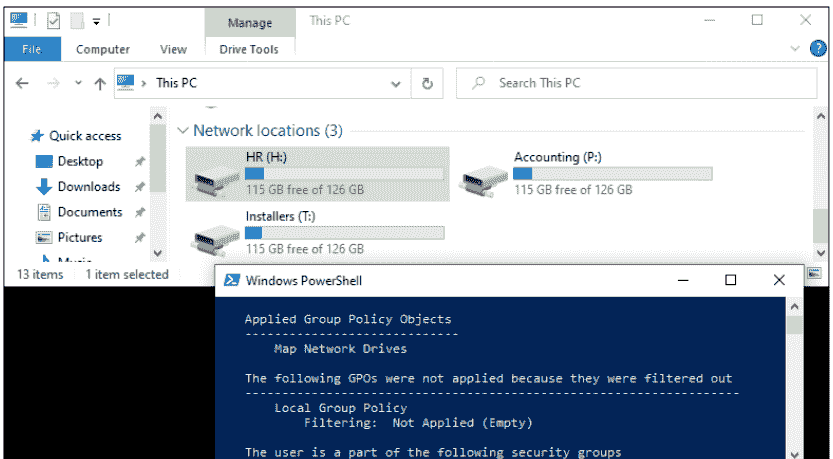 Manage
This PC
File
Computer
View
Drive Tools
This PC
Search This PC
Quick access
Desktop
Downloads
Documents
Pictures
Network locations (3)
HR (H:)
115 GB free of 126 GB
Accounting (P:)
115 GB free of 126 GB
Installers (T:)
115 GB free of 126 GB
13 items
1 item selected
Windows PowerShell
Applied Group Policy Objects
-----------------------------
Map Network Drives
The following GPOs were not applied because they were filtered out
-------------------------------------------------------------------
Local Group Policy
Filtering: Not Applied (Empty)
The user is a part of the following security groups